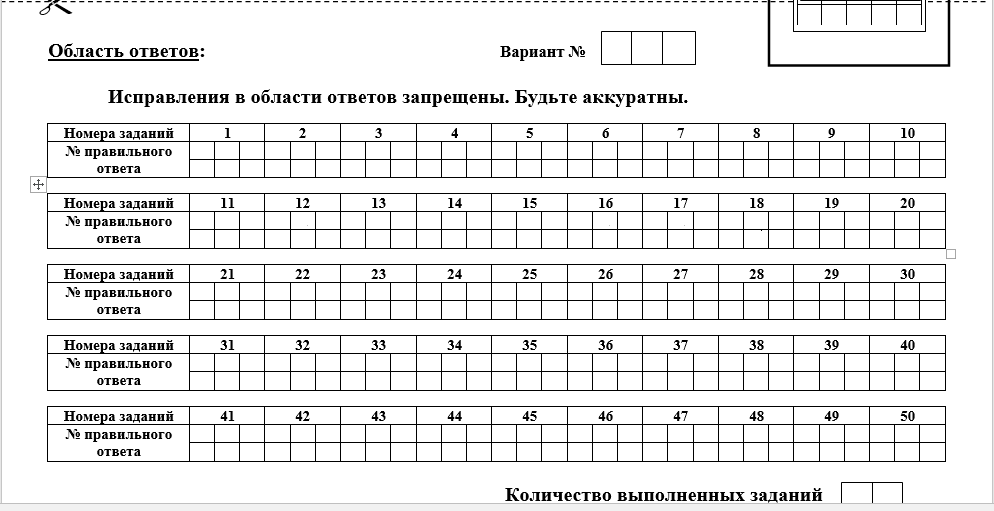 Область ответов:
Вариант №
Исправления в области ответов запрещены. Будьте аккуратны.
Номера заданий 1 2 3 4 5 6 7 8 9 10
№ правильного
ответа
Номера заданий 11 12 13 14 15 16 17 18 19 20
№ правильного
ответа
Номера заданий 21 22 23 24 25 26 27 28 29 30
№ правильного
ответа
Номера заданий 31 32 33 34 35 36 37 38 39 40
№ правильного
ответа
Номера заданий 41 42 43 44 45 46 47 48 49 50
№ правильного
ответа
Количество выполненных заданий